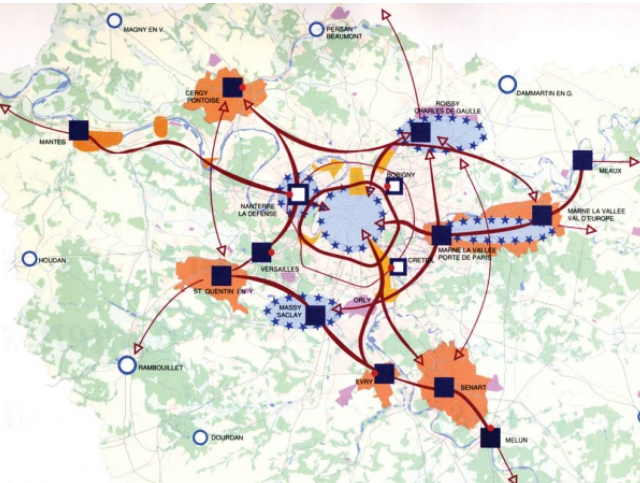 MAGNY EN V.
PERSAN
BEAUMONT
CERGY
PONTOISE
DAMMARTIN EN G.
ROISSY
CHARLES DE GAULLE
MANTES
MEAUX
BOBIGNY
NANTERRE
LA DEFENSE
MARNE LA VALLEE
VAL D'EUROPE
MARNE LA VALLEE
PORTE DE PARIS
HOUDAN
VERSAILLES
CRETEIL
ST QUENTIN EN Y
MASSY
SACLAY
ORLY
RAMBOUILLET
EVRY
SENART
DOURDAN
MELUN